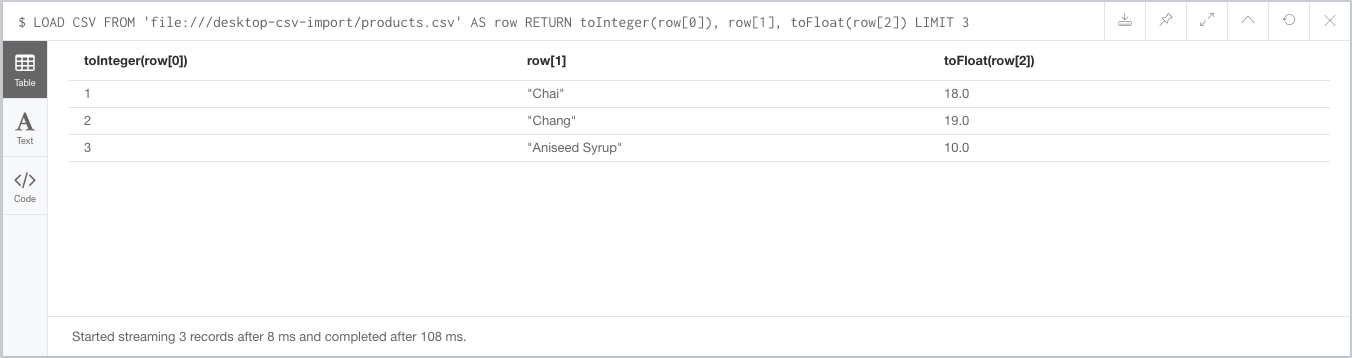 $ LOAD CSV FROM 'file:///desktop-csv-import/products.csv' AS row RETURN toInteger(row[0]), row[1], toFloat(row[2]) LIMIT 3
Table
Text
Code
toInteger(row[0]) row[1] toFloat(row[2])
1 "Chai" 18.0
2 "Chang" 19.0
3 "Aniseed Syrup" 10.0
Started streaming 3 records after 8 ms and completed after 108 ms.